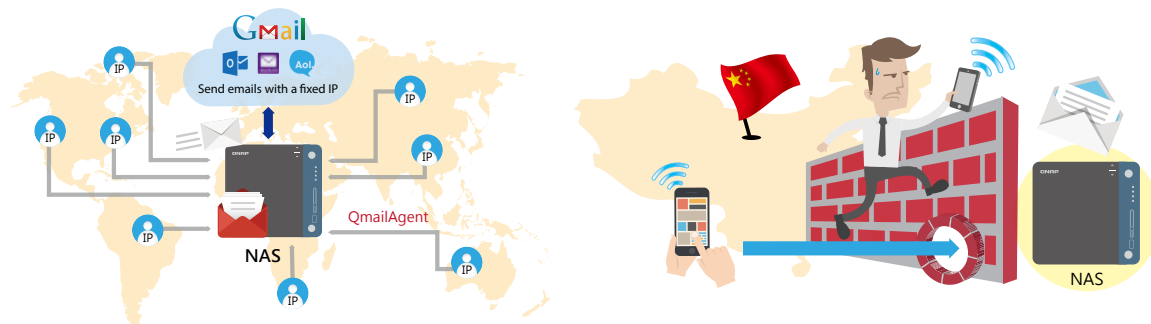 Gmail
Aol.
Send emails with a fixed IP
IP
IP
IP
IP
IP
IP
IP
IP
QNAP
QmailAgent
NAS
QNAP
NAS